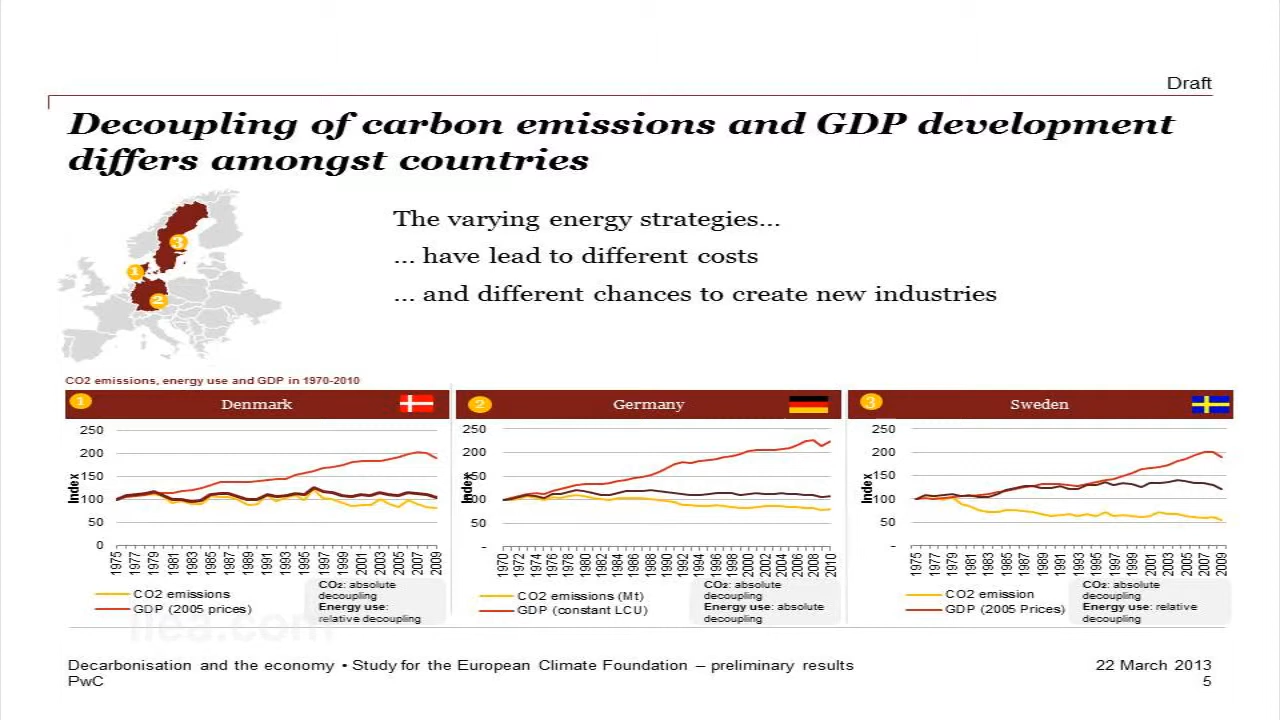 Draft
Decoupling of carbon emissions and GDP development
differs amongst countries
The varying energy strategies...
... have lead to different costs
... and different chances to create new industries
3
1
2
CO2 emissions, energy use and GDP in 1970-2010
1 Denmark
250
200
150
100
50
0
Index
1975 1977 1979 1981 1983 1985 1987 1989 1991 1993 1995 1997 1999 2001 2003 2005 2007 2009
CO2 emissions
GDP (2005 prices)
CO2: absolute
decoupling
Energy use:
relative decoupling
2 Germany
250
200
150
100
50
-
Index
1970 1972 1974 1976 1978 1980 1982 1984 1986 1988 1990 1992 1994 1996 1998 2000 2002 2004 2006 2008 2010
CO2 emissions (Mt)
GDP (constant LCU)
CO2: absolute
decoupling
Energy use: absolute
decoupling
3 Sweden
250
200
150
100
50
-
Index
1975 1977 1979 1981 1983 1985 1987 1989 1991 1993 1995 1997 1999 2001 2003 2005 2007 2009
CO2 emission
GDP (2005 Prices)
CO2: absolute
decoupling
Energy use: relative
decoupling
Decarbonisation and the economy • Study for the European Climate Foundation – preliminary results
PwC
22 March 2013
5